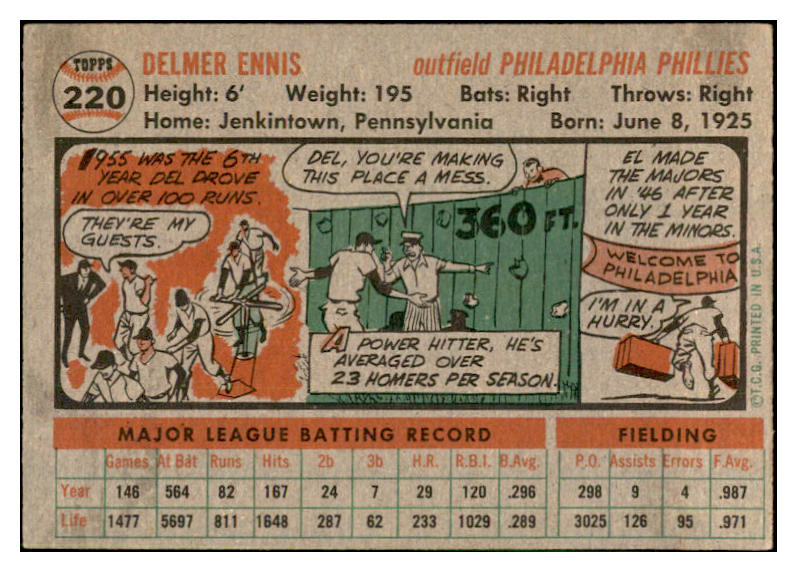 TOPPS
220
DELMER ENNIS outfield PHILADELPHIA PHILLIES
Height: 6' Weight: 195 Bats: Right Throws: Right
Home: Jenkintown, Pennsylvania Born: June 8, 1925
1955 WAS THE 6TH
YEAR DEL DROVE
IN OVER 100 RUNS.
THEY'RE MY
GUESTS.
DEL, YOU'RE MAKING
THIS PLACE A MESS.
360 FT.
A POWER HITTER, HE'S
AVERAGED OVER
23 HOMERS PER SEASON.
EL MADE
THE MAJORS
IN '46 AFTER
ONLY 1 YEAR
IN THE MINORS.
WELCOME TO
PHILADELPHIA
I'M IN A
HURRY.
©T.C.G. PRINTED IN U.S.A.
MAJOR LEAGUE BATTING RECORD FIELDING
Games At Bat Runs Hits 2b 3b H.R. R.B.I. B.Avg. P.O. Assists Errors F.Avg.
Year 146 564 82 167 24 7 29 120 .296 298 9 4 .987
Life 1477 5697 811 1648 287 62 233 1029 .289 3025 126 95 .971